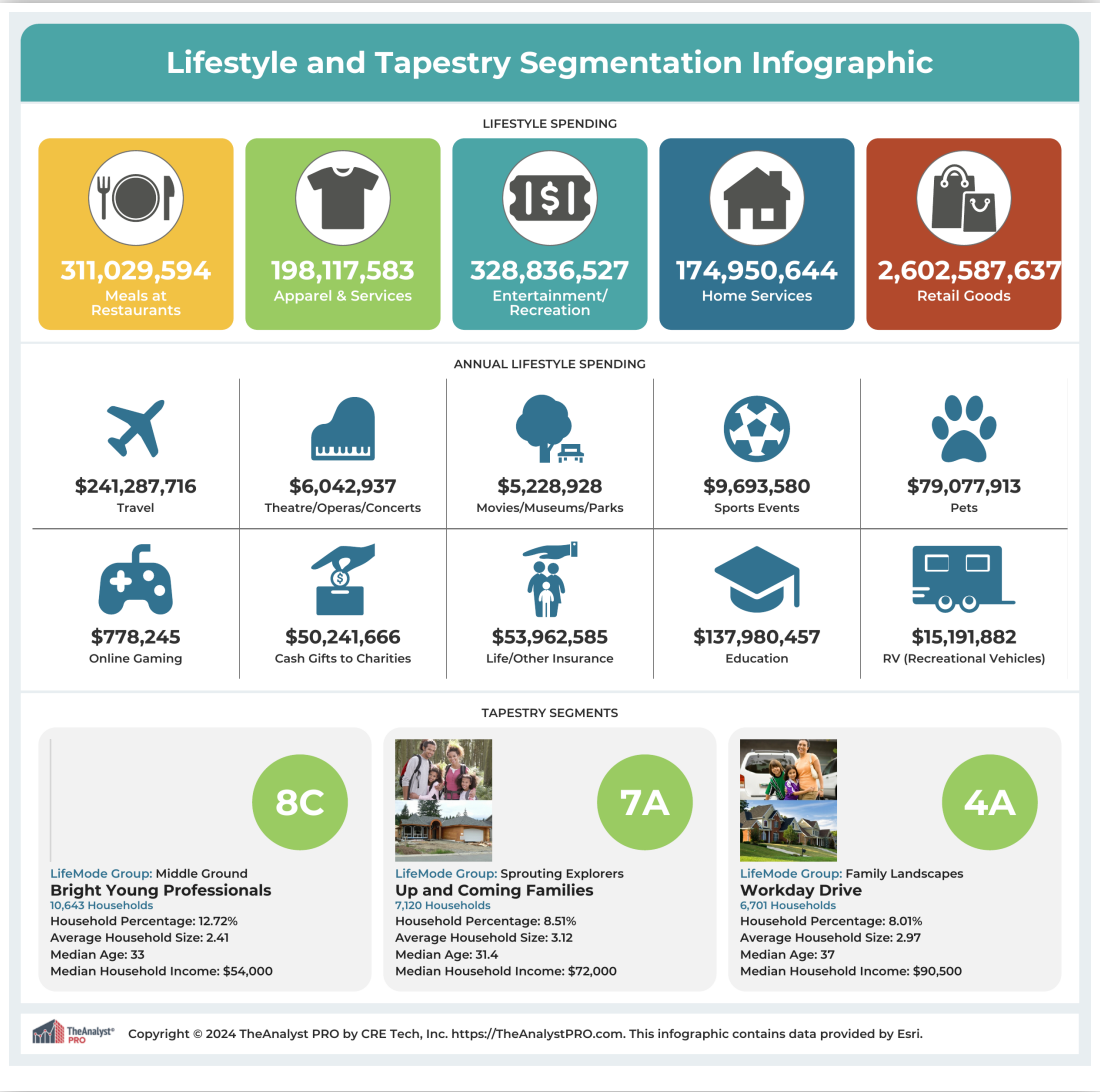 Lifestyle and Tapestry Segmentation Infographic
LIFESTYLE SPENDING
311,029,594
Meals at
Restaurants
198,117,583
Apparel & Services
$
328,836,527
Entertainment/
Recreation
174,950,644
Home Services
2,602,587,637
Retail Goods
ANNUAL LIFESTYLE SPENDING
$241,287,716
Travel
$6,042,937
Theatre/Operas/Concerts
$5,228,928
Movies/Museums/Parks
$9,693,580
Sports Events
$79,077,913
Pets
$778,245
Online Gaming
$
$50,241,666
Cash Gifts to Charities
$53,962,585
Life/Other Insurance
$137,980,457
Education
$15,191,882
RV (Recreational Vehicles)
TAPESTRY SEGMENTS
8C
LifeMode Group: Middle Ground
Bright Young Professionals
10,643 Households
Household Percentage: 12.72%
Average Household Size: 2.41
Median Age: 33
Median Household Income: $54,000
7A
LifeMode Group: Sprouting Explorers
Up and Coming Families
7,120 Households
Household Percentage: 8.51%
Average Household Size: 3.12
Median Age: 31.4
Median Household Income: $72,000
4A
LifeMode Group: Family Landscapes
Workday Drive
6,701 Households
Household Percentage: 8.01%
Average Household Size: 2.97
Median Age: 37
Median Household Income: $90,500
TheAnalyst®
PRO
Copyright © 2024 TheAnalyst PRO by CRE Tech, Inc. https://TheAnalystPRO.com. This infographic contains data provided by Esri.